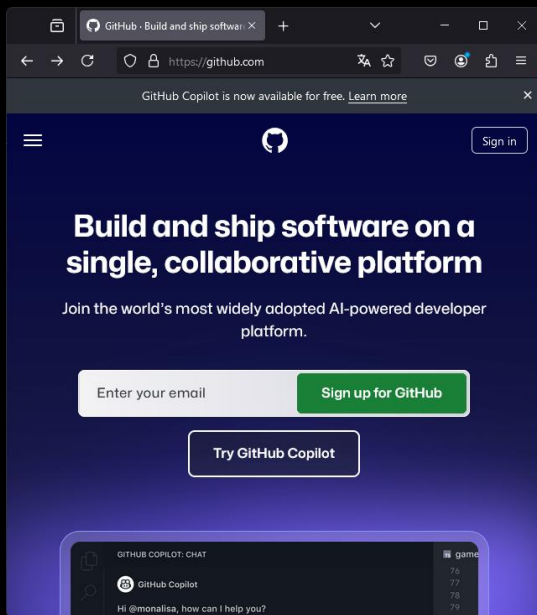 GitHub · Build and ship softwar
https://github.com
GitHub Copilot is now available for free. Learn more
Sign in
Build and ship software on a
single, collaborative platform
Join the world's most widely adopted AI-powered developer
platform.
Enter your email
Sign up for GitHub
Try GitHub Copilot
GITHUB COPILOT: CHAT
game
76
GitHub Copilot
77
78
Hi @monalisa, how can I help you?
79